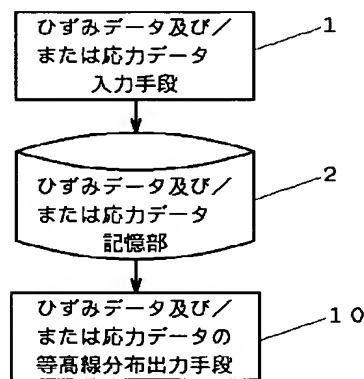 ひずみデータ及び／
または応力データ
入力手段
1
ひずみデータ及び／
または応力データ
記憶部
2
ひずみデータ及び／
または応力データの
等高線分布出力手段
１０